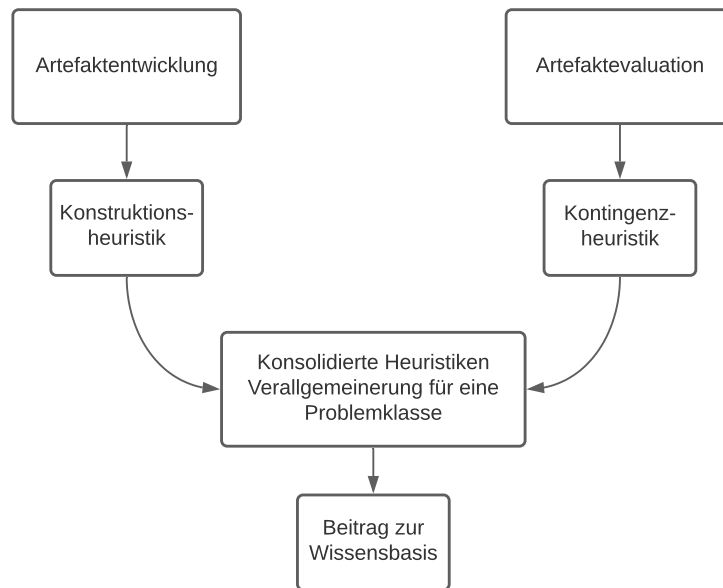 Artefaktentwicklung
Artefaktevaluation
Konstruktions-
heuristik
Kontingenz-
heuristik
Konsolidierte Heuristiken
Verallgemeinerung für eine
Problemklasse
Beitrag zur
Wissensbasis